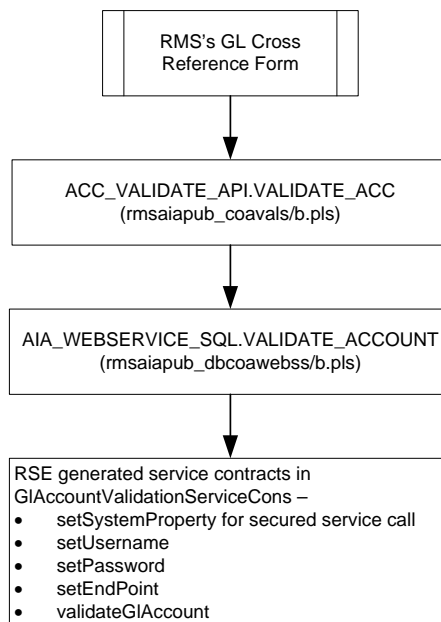 RMS's GL Cross
Reference Form
ACC_VALIDATE_API.VALIDATE_ACC
(rmsaiapub_coavals/b.pls)
AIA_WEBSERVICE_SQL.VALIDATE_ACCOUNT
(rmsaiapub_dbcoawebss/b.pls)
RSE generated service contracts in
GlAccountValidationServiceCons –
• setSystemProperty for secured service call
• setUsername
• setPassword
• setEndPoint
• validateGlAccount